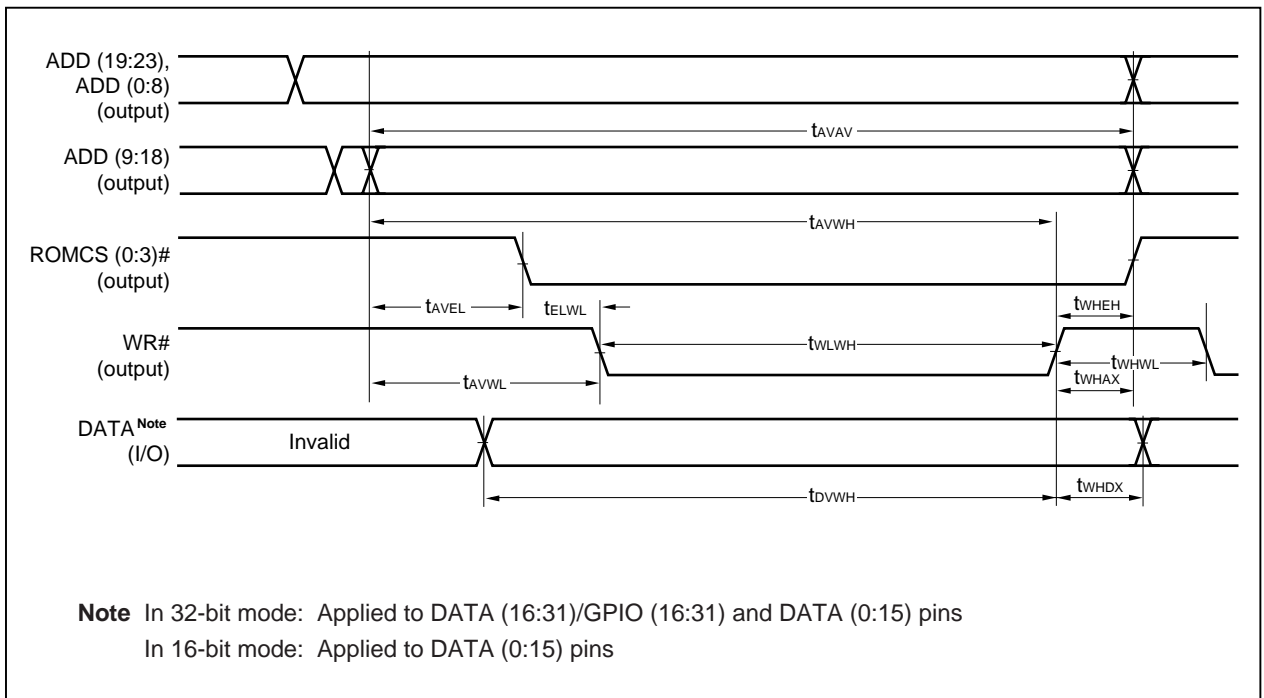 ADD (19:23),
ADD (0:8)
(output)
tAVAV
ADD (9:18)
(output)
tAVWH
ROMCS (0:3)#
(output)
tAVEL
tELWL
tWHEH
WR#
(output)
tWLWH
tWHWL
tAVWL
tWHAX
DATA Note
(I/O)
Invalid
tDVWH
tWHDX
Note In 32-bit mode: Applied to DATA (16:31)/GPIO (16:31) and DATA (0:15) pins
In 16-bit mode: Applied to DATA (0:15) pins